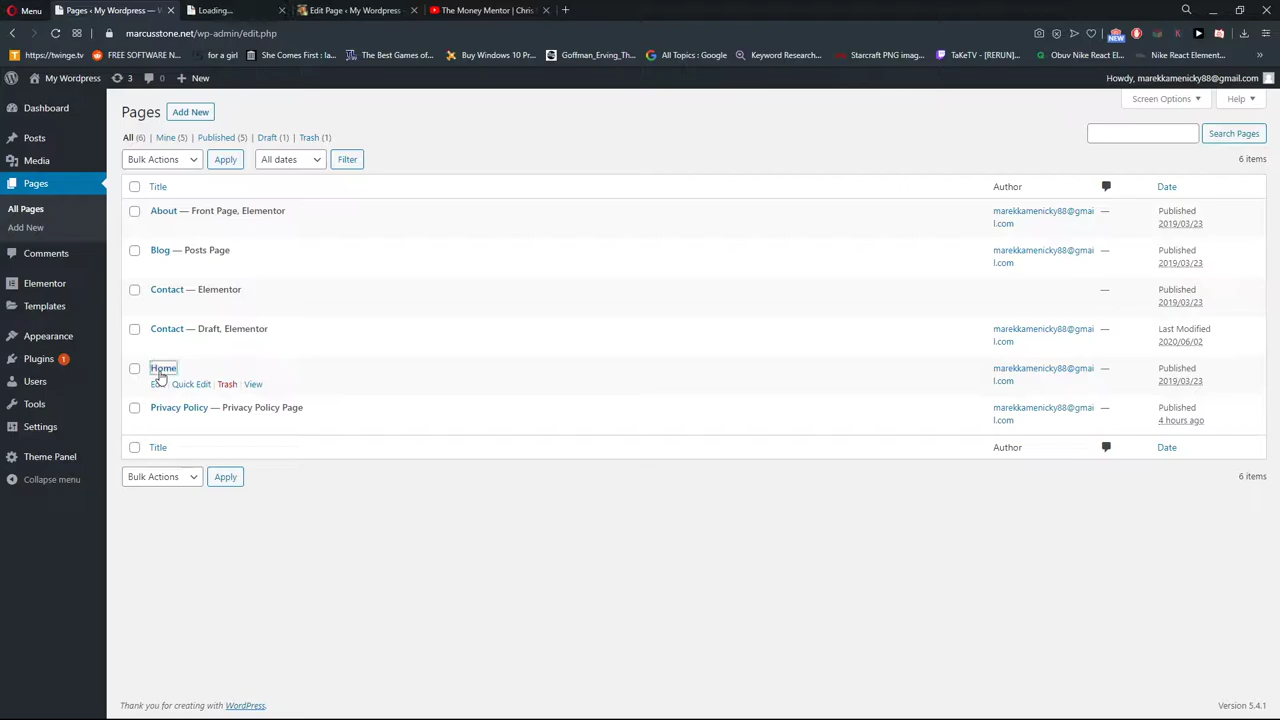 Menu
Pages < My Wordpress —
Loading...
Edit Page < My Wordpress —
The Money Mentor | Chris
marcusstone.net/wp-admin/edit.php
https://twinge.tv
FREE SOFTWARE N...
for a girl
She Comes First : la...
The Best Games of...
Buy Windows 10 P...
Goffman_Erving_Th...
All Topics : Google
Keyword Research...
Starcraft PNG imag...
TaKeTV - [RERUN]...
Obuv Nike React El...
Nike React Element...
NEW
My Wordpress
3
0
New
Howdy, marekkamenicky88@gmail.com
Dashboard
Posts
Media
Pages
All Pages
Add New
Comments
Elementor
Templates
Appearance
Plugins 1
Users
Tools
Settings
Theme Panel
Collapse menu
Screen Options
Help
Pages Add New
All (6) | Mine (5) | Published (5) | Draft (1) | Trash (1)
Search Pages
Bulk Actions Apply All dates Filter
6 items
Title Author Date
About — Front Page, Elementor
marekkamenicky88@gmai
l.com
—
Published
2019/03/23
Blog — Posts Page
marekkamenicky88@gmai
l.com
—
Published
2019/03/23
Contact — Elementor
—
Published
2019/03/23
Contact — Draft, Elementor
marekkamenicky88@gmai
l.com
—
Last Modified
2020/06/02
Home
Quick Edit | Trash | View
marekkamenicky88@gmai
l.com
—
Published
2019/03/23
Privacy Policy — Privacy Policy Page
marekkamenicky88@gmai
l.com
—
Published
4 hours ago
Title Author Date
Bulk Actions Apply
6 items
Thank you for creating with WordPress.
Version 5.4.1